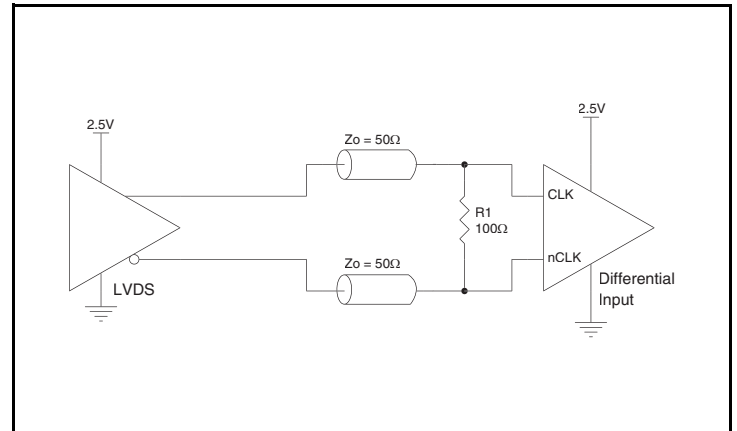 2.5V
LVDS
Zo = 50Ω
Zo = 50Ω
R1
100Ω
2.5V
CLK
nCLK
Differential
Input